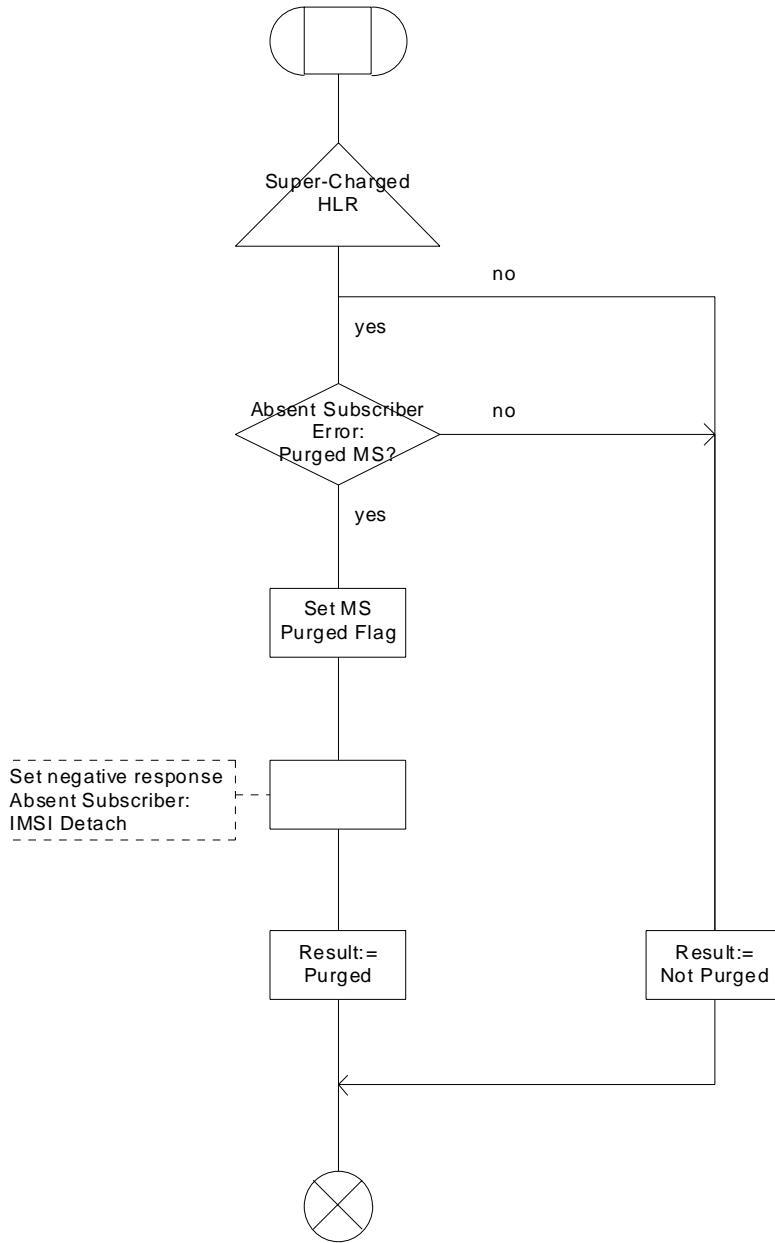 Super-Charged
HLR
no
yes
Absent Subscriber
Error:
Purged MS?
no
yes
Set MS
Purged Flag
Set negative response
Absent Subscriber:
IMSI Detach
Result:=
Purged
Result:=
Not Purged